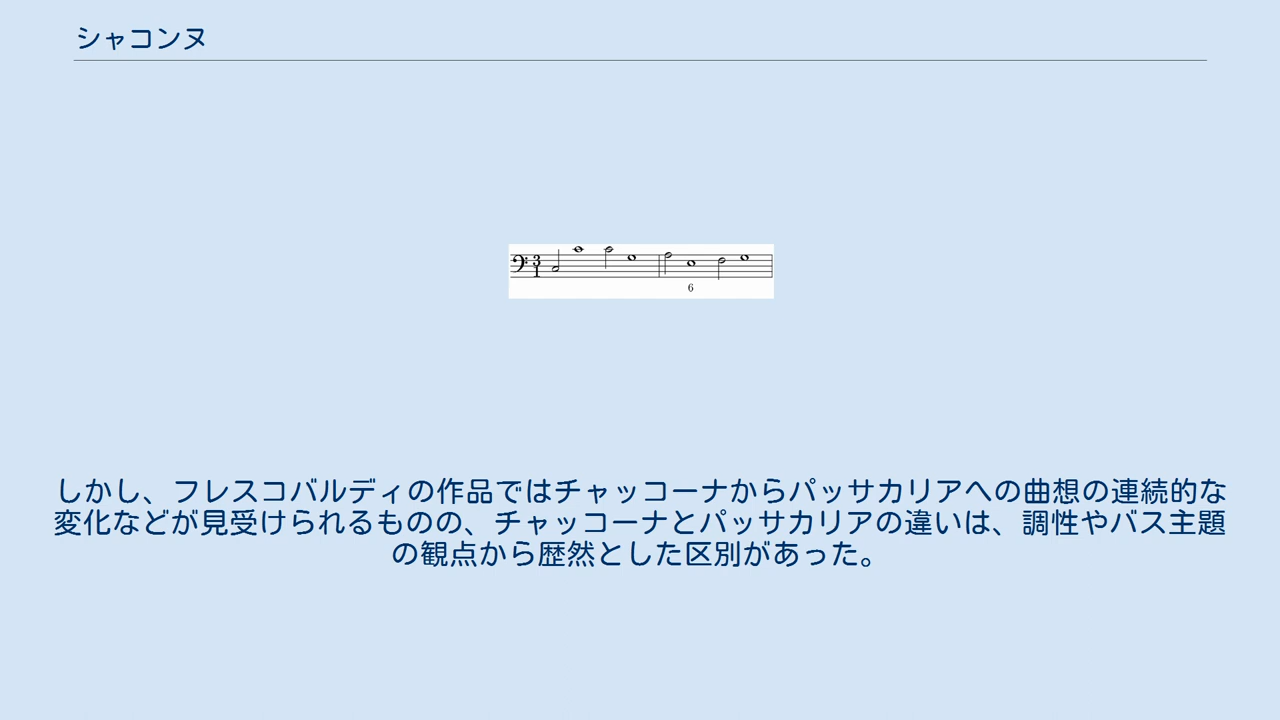 シャコンヌ
3
1
6
しかし、フレスコバルディの作品ではチャッコーナからパッサカリアへの曲想の連続的な
変化などが見受けられるものの、チャッコーナとパッサカリアの違いは、調性やバス主題
の観点から歴然とした区別があった。